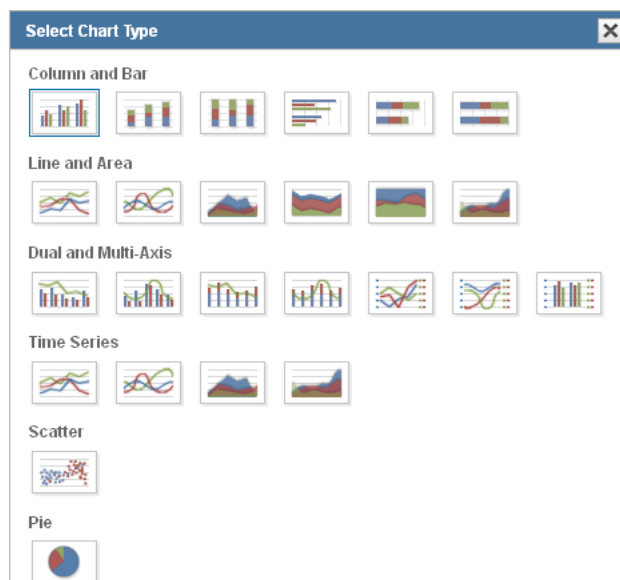 Select Chart Type
Column and Bar
Line and Area
Dual and Multi-Axis
Time Series
Scatter
Pie